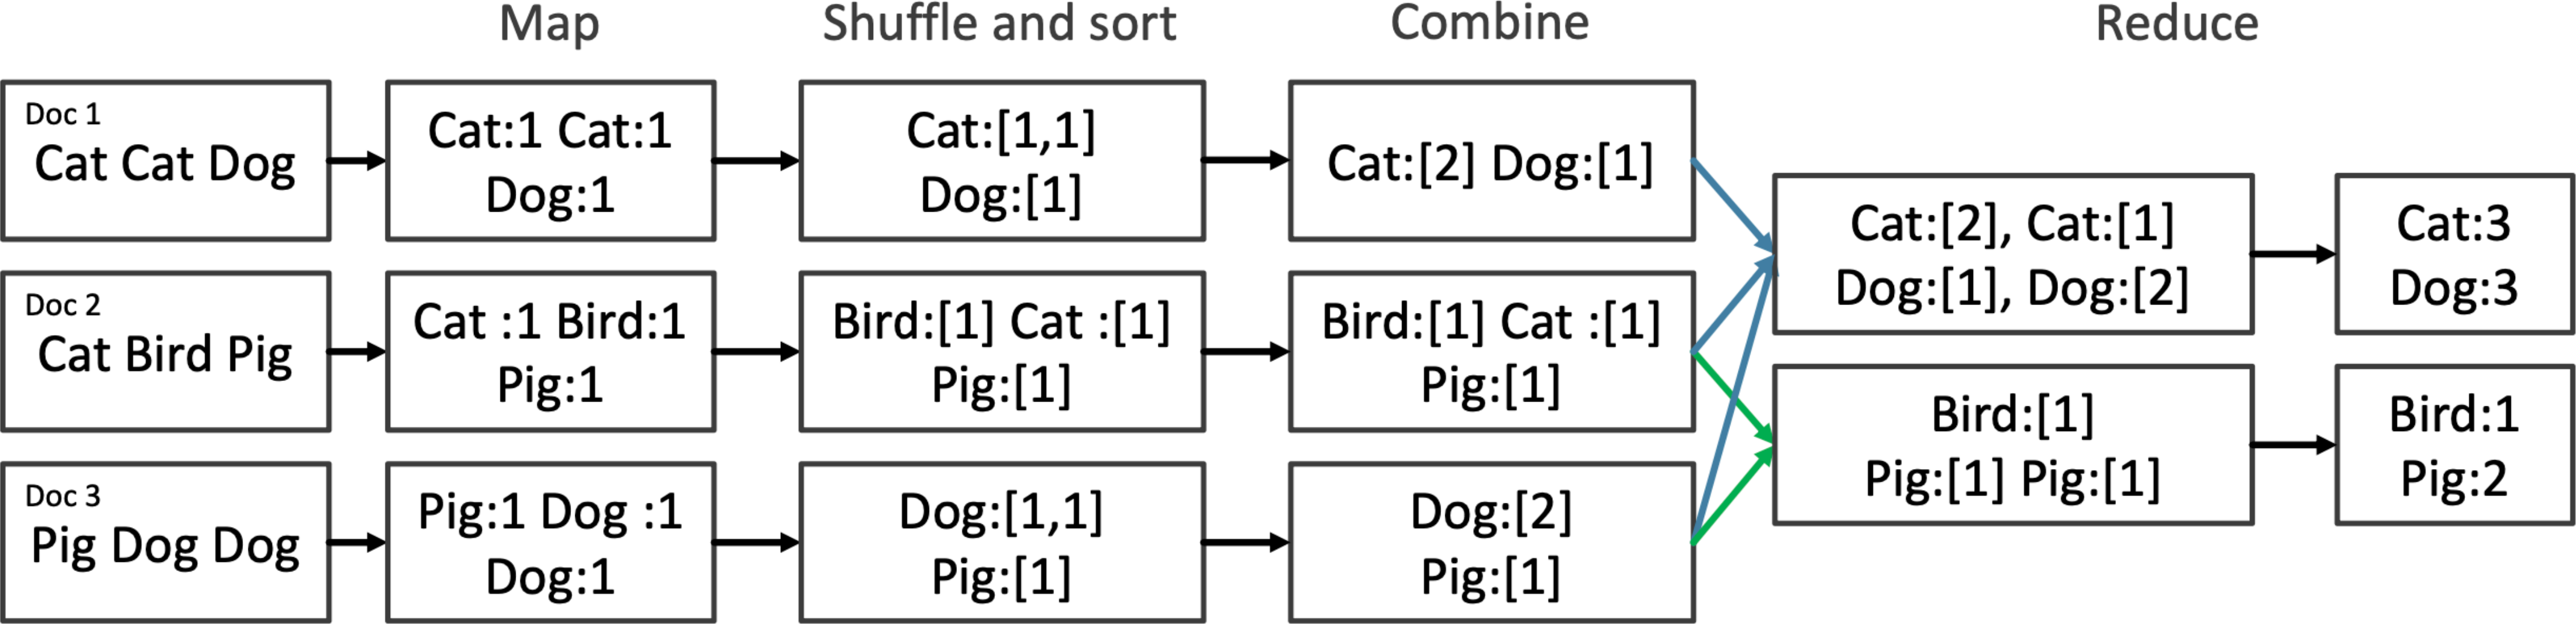 Map Shuffle and sort Combine Reduce
Doc 1
Cat Cat Dog
Cat:1 Cat:1
Dog:1
Cat:[1,1]
Dog:[1]
Cat:[2] Dog:[1]
Doc 2
Cat Bird Pig
Cat :1 Bird:1
Pig:1
Bird:[1] Cat :[1]
Pig:[1]
Bird:[1] Cat :[1]
Pig:[1]
Doc 3
Pig Dog Dog
Pig:1 Dog :1
Dog:1
Dog:[1,1]
Pig:[1]
Dog:[2]
Pig:[1]
Cat:[2], Cat:[1]
Dog:[1], Dog:[2]
Cat:3
Dog:3
Bird:[1]
Pig:[1] Pig:[1]
Bird:1
Pig:2